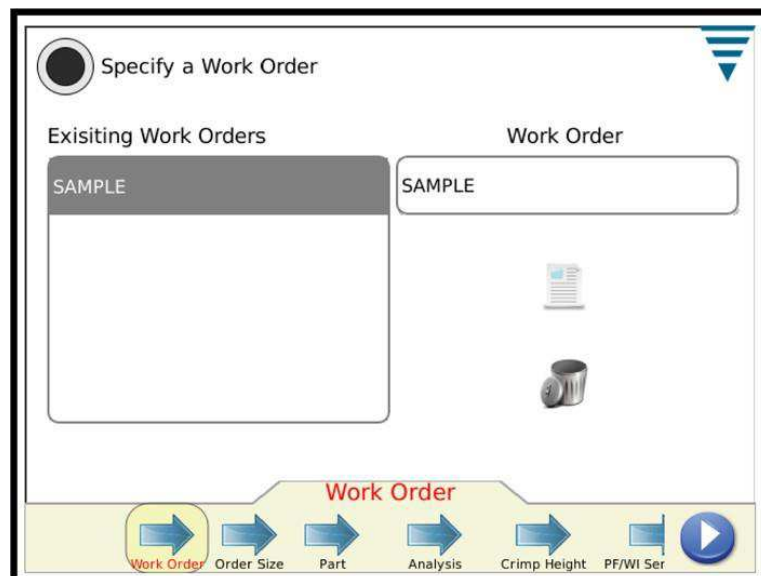 Specify a Work Order
Exisiting Work Orders
Work Order
SAMPLE
SAMPLE
Work Order
Work Order
Order Size
Part
Analysis
Crimp Height
PF/WI Ser